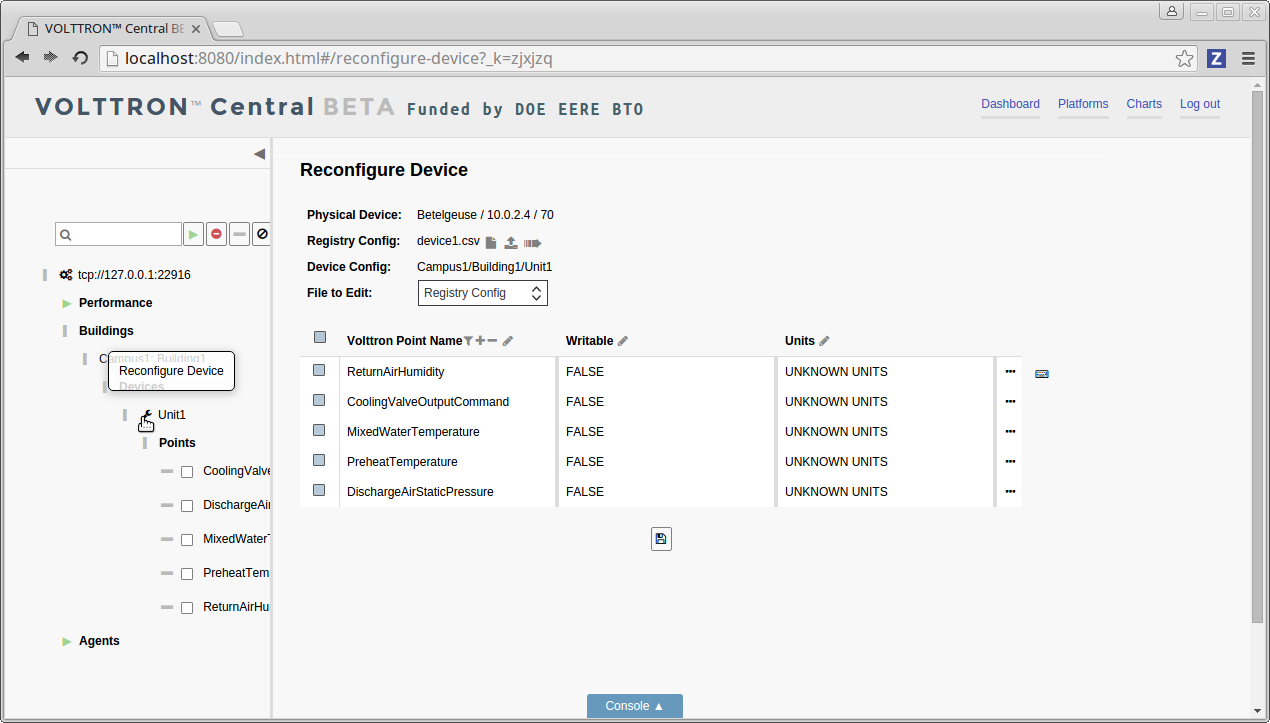 VOLTTRON™ Central BE
localhost:8080/index.html#/reconfigure-device?_k=zjxjzq
VOLTTRON™ Central BETA Funded by DOE EERE BTO
Dashboard Platforms Charts Log out
tcp://127.0.0.1:22916
Performance
Buildings
Campus1: Building1
Reconfigure Device
Devices
Unit1
Points
CoolingValve
DischargeAir
MixedWaterT
PreheatTem
ReturnAirHu
Agents
Reconfigure Device
Physical Device: Betelgeuse / 10.0.2.4 / 70
Registry Config: device1.csv
Device Config: Campus1/Building1/Unit1
File to Edit: Registry Config
Volttron Point Name Writable Units
ReturnAirHumidity FALSE UNKNOWN UNITS
CoolingValveOutputCommand FALSE UNKNOWN UNITS
MixedWaterTemperature FALSE UNKNOWN UNITS
PreheatTemperature FALSE UNKNOWN UNITS
DischargeAirStaticPressure FALSE UNKNOWN UNITS
Console ▲